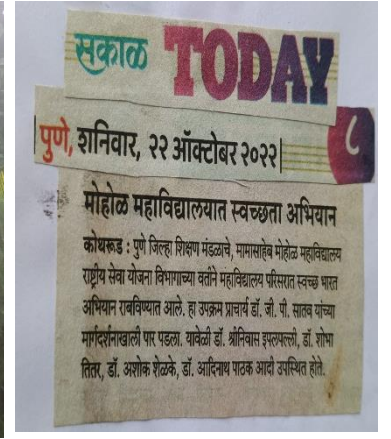 सकाळ TODAY
पुणे, शनिवार, २२ ऑक्टोबर २०२२ ८
मोहोळ महाविद्यालयात स्वच्छता अभियान
कोथरूड : पुणे जिल्हा शिक्षण मंडळाचे, मामासाहेब मोहोळ महाविद्यालय
राष्ट्रीय सेवा योजना विभागाच्या वतीने महाविद्यालय परिसरात स्वच्छ भारत
अभियान राबविण्यात आले. हा उपक्रम प्राचार्य डॉ. जी. पी. सातव यांच्या
मार्गदर्शनाखाली पार पडला. यावेळी डॉ. श्रीनिवास इपलपल्ली, डॉ. शोभा
तितर, डॉ. अशोक शेळके, डॉ. आदिनाथ पाठक आदी उपस्थित होते.